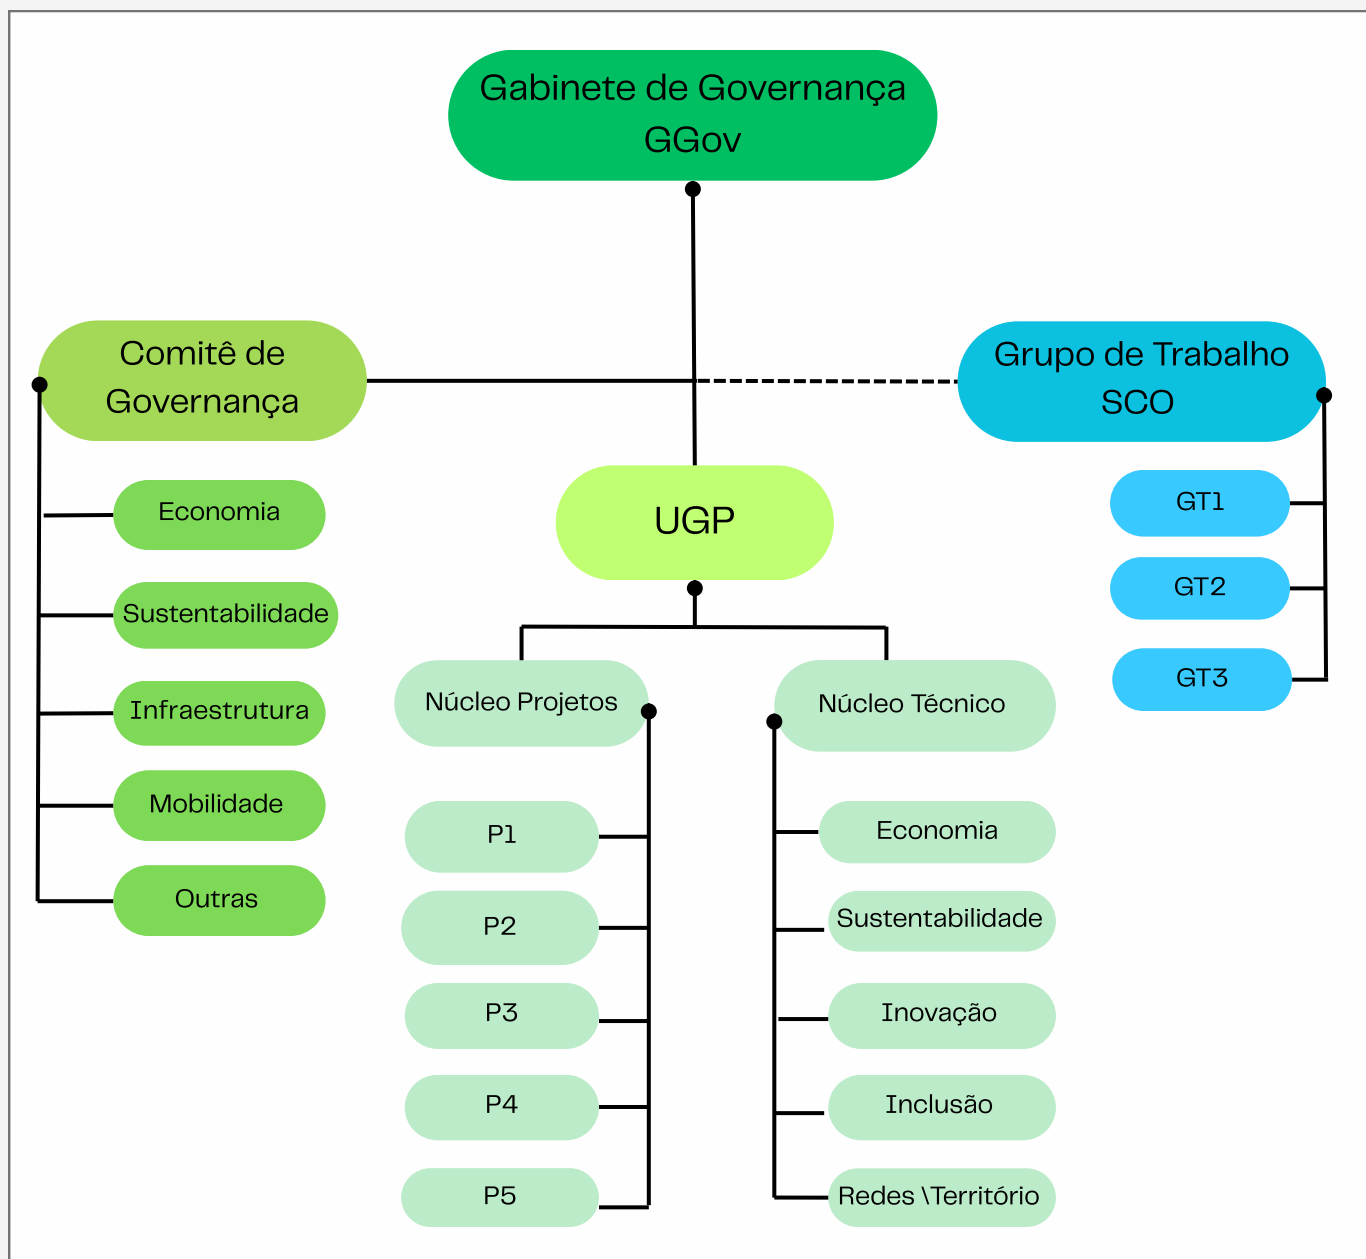 Gabinete de Governança
GGov
Comitê de
Governança
Grupo de Trabalho
SCO
Economia
Sustentabilidade
Infraestrutura
Mobilidade
Outras
UGP
GT1
GT2
GT3
Núcleo Projetos
P1
P2
P3
P4
P5
Núcleo Técnico
Economia
Sustentabilidade
Inovação
Inclusão
Redes \Território